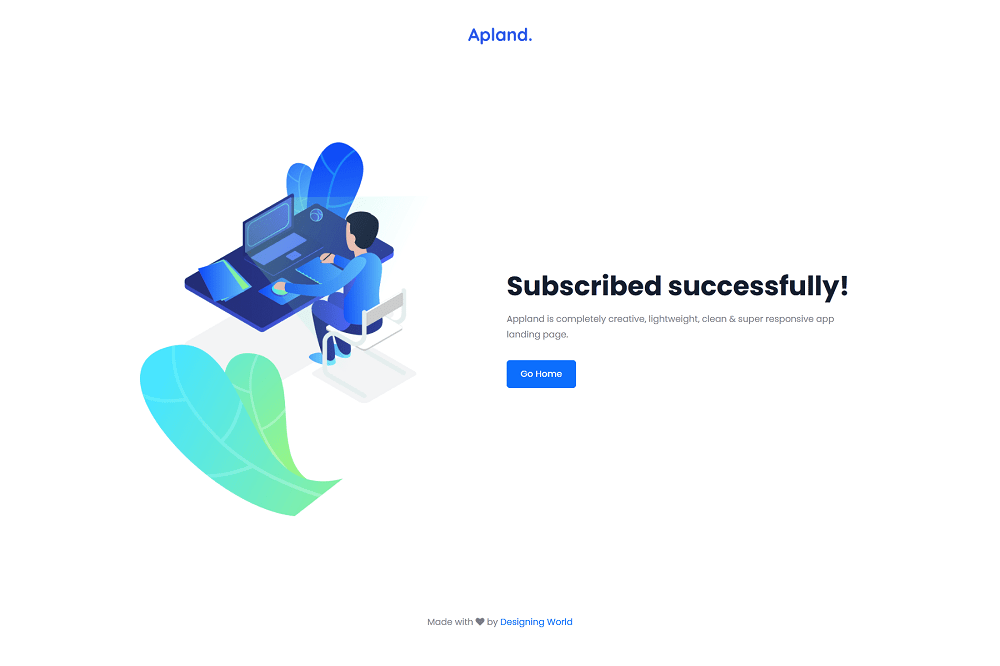 Apland.
Subscribed successfully!
Appland is completely creative, lightweight, clean & super responsive app
landing page.
Go Home
Made with ♥ by Designing World